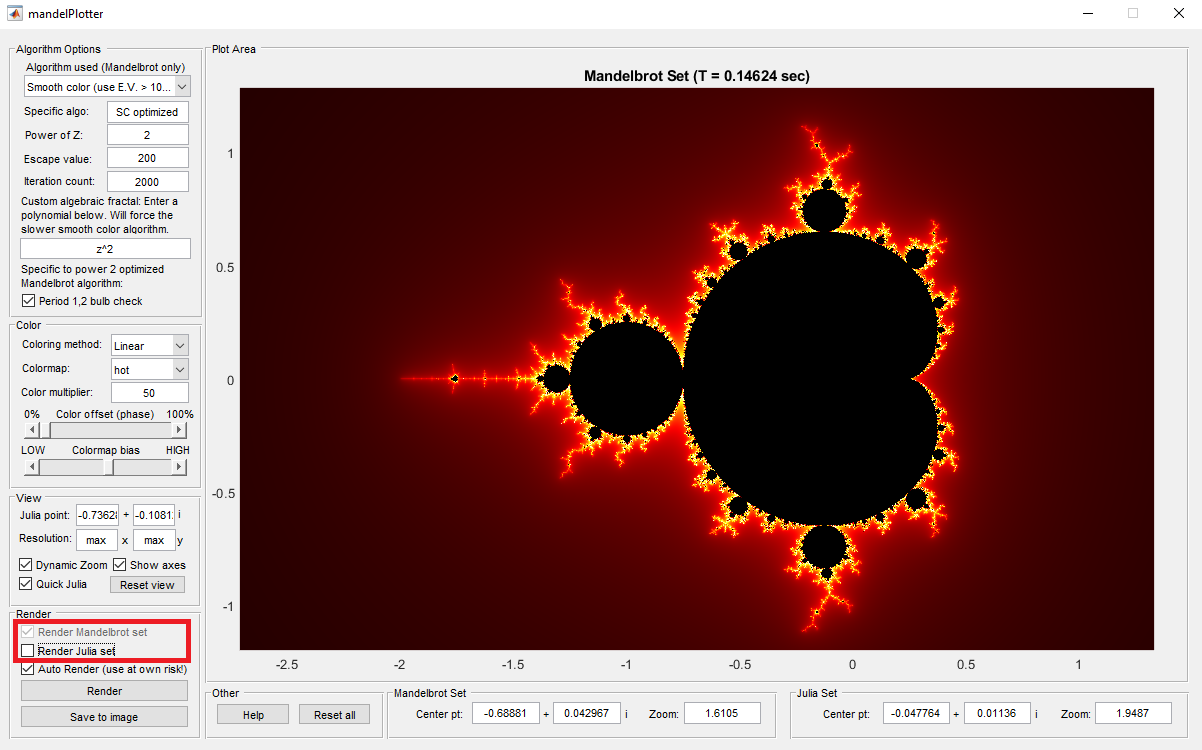 mandelPlotter
Algorithm Options
Algorithm used (Mandelbrot only)
Smooth color (use E.V. > 10...
Specific algo: SC optimized
Power of Z: 2
Escape value: 200
Iteration count: 2000
Custom algebraic fractal: Enter a
polynomial below. Will force the
slower smooth color algorithm.
z^2
Specific to power 2 optimized
Mandelbrot algorithm:
Period 1,2 bulb check
Color
Coloring method: Linear
Colormap: hot
Color multiplier: 50
0% Color offset (phase) 100%
LOW Colormap bias HIGH
View
Julia point: -0.7362 + -0.1081 i
Resolution: max x max y
Dynamic Zoom Show axes
Quick Julia Reset view
Render
Render Mandelbrot set
Render Julia set
Auto Render (use at own risk!)
Render
Save to image
Plot Area
Mandelbrot Set (T = 0.14624 sec)
1
0.5
0
-0.5
-1
-2.5 -2 -1.5 -1 -0.5 0 0.5 1
Other
Help Reset all
Mandelbrot Set
Center pt: -0.68881 + 0.042967 i Zoom: 1.6105
Julia Set
Center pt: -0.047764 + 0.01136 i Zoom: 1.9487